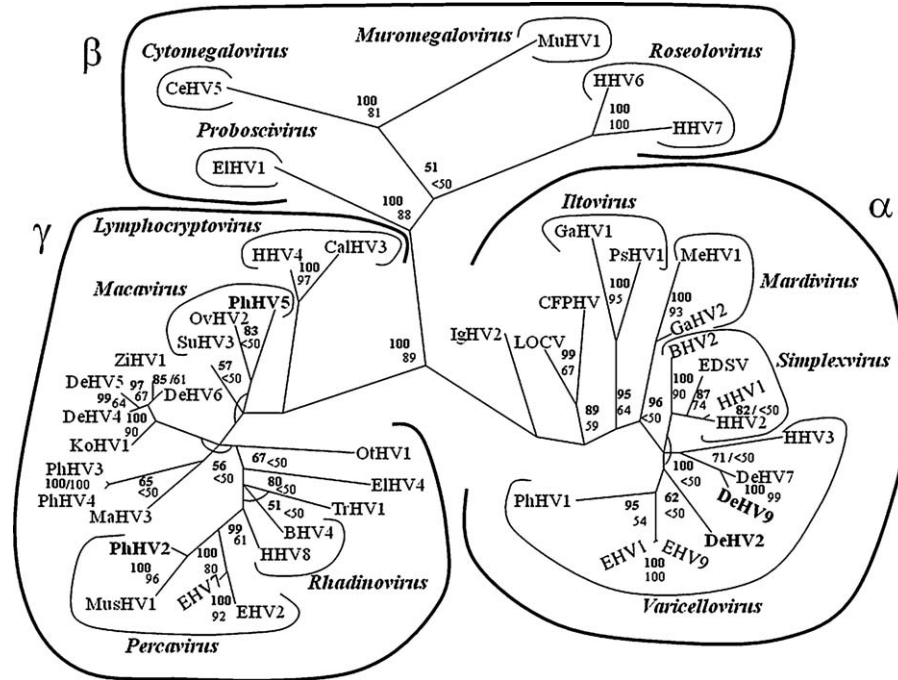 β
Cytomegalovirus
Muromegalovirus
MuHV1
Roseolovirus
CeHV5
HHV6
100
81
100
100
HHV7
Proboscivirus
ElHV1
51
<50
100
88
α
γ
Lymphocryptovirus
HHV4
CalHV3
100
97
Iltovirus
GaHV1
PsHV1
100
95
MeHV1
Mardivirus
100
93
GaHV2
Macavirus
PhHV5
OvHV2
83
<50
SuHV3
57
<50
CFPHV
IgHV2
LOCV
99
67
BHV2
Simplexvirus
EDSV
100
90
87
74
HHV1
82/<50
HHV2
ZiHV1
DeHV5
97
67
85/61
DeHV6
99
64
DeHV4
100
90
KoHV1
100
89
89
59
95
64
96
<50
HHV3
71/<50
DeHV7
100
99
DeHV9
100
<50
PhHV3
100/100
PhHV4
65
<50
MaHV3
56
<50
67 <50
OtHV1
ElHV4
80
<50
TrHV1
51
<50
BHV4
HHV8
Rhadinovirus
PhHV1
95
54
62
<50
DeHV2
EHV1
EHV9
100
100
Varicellovirus
99
61
PhHV2
100
96
MusHV1
100
80
100
92
EHV2
Percavirus